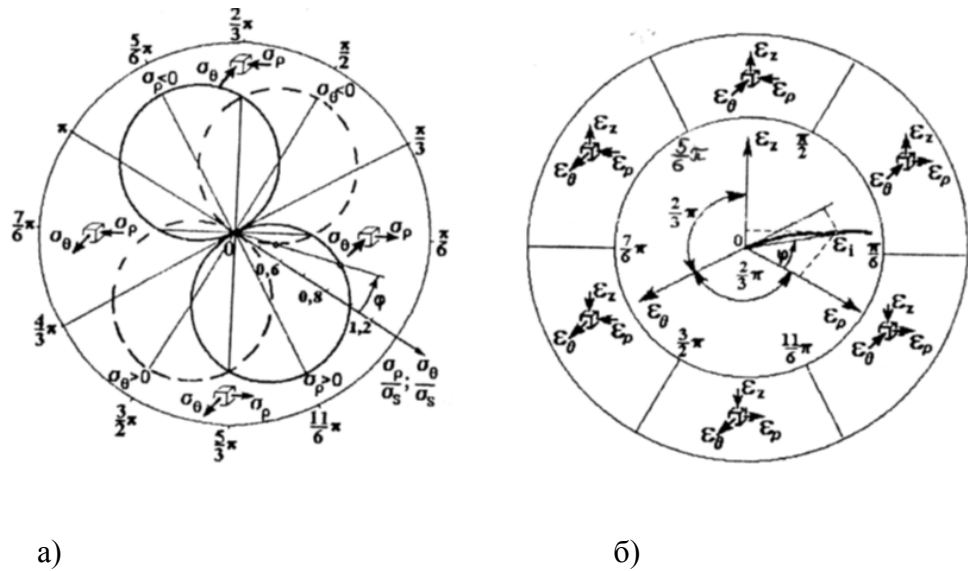 2/3 π
5/6 π
π/2
σρ<0
σθ
σρ
σθ<0
π
π/3
7/6 π
σθ
σρ
0
σθ
σρ
π/6
0,6
0,8
φ
1,2
4/3 π
σθ>0
σρ>0
σρ/σs ; σθ/σs
3/2 π
σθ
σρ
11/6 π
5/3 π
а)
εz
εθ
ερ
εz
εθ
ερ
5/6 π
εz
π/2
εz
εθ
ερ
2/3 π
7/6 π
0
φ
εi
π/6
2/3 π
εθ
ερ
εz
εθ
ερ
3/2 π
11/6 π
εz
εθ
ερ
εz
εθ
ερ
б)